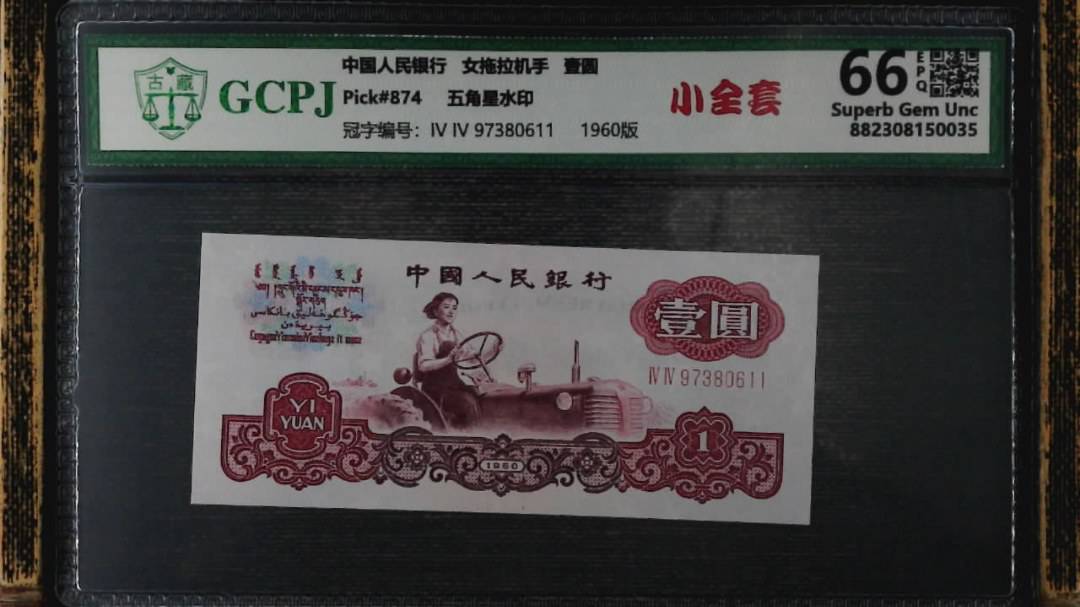 古藏
GCPJ
中国人民银行 女拖拉机手 壹圆
Pick#874 五角星水印
冠字编号: IV IV 97380611 1960版
小全套
66 EPQ
Superb Gem Unc
882308150035
中國人民銀行
壹圓
IV IV 97380611
YI
YUAN
1960
1